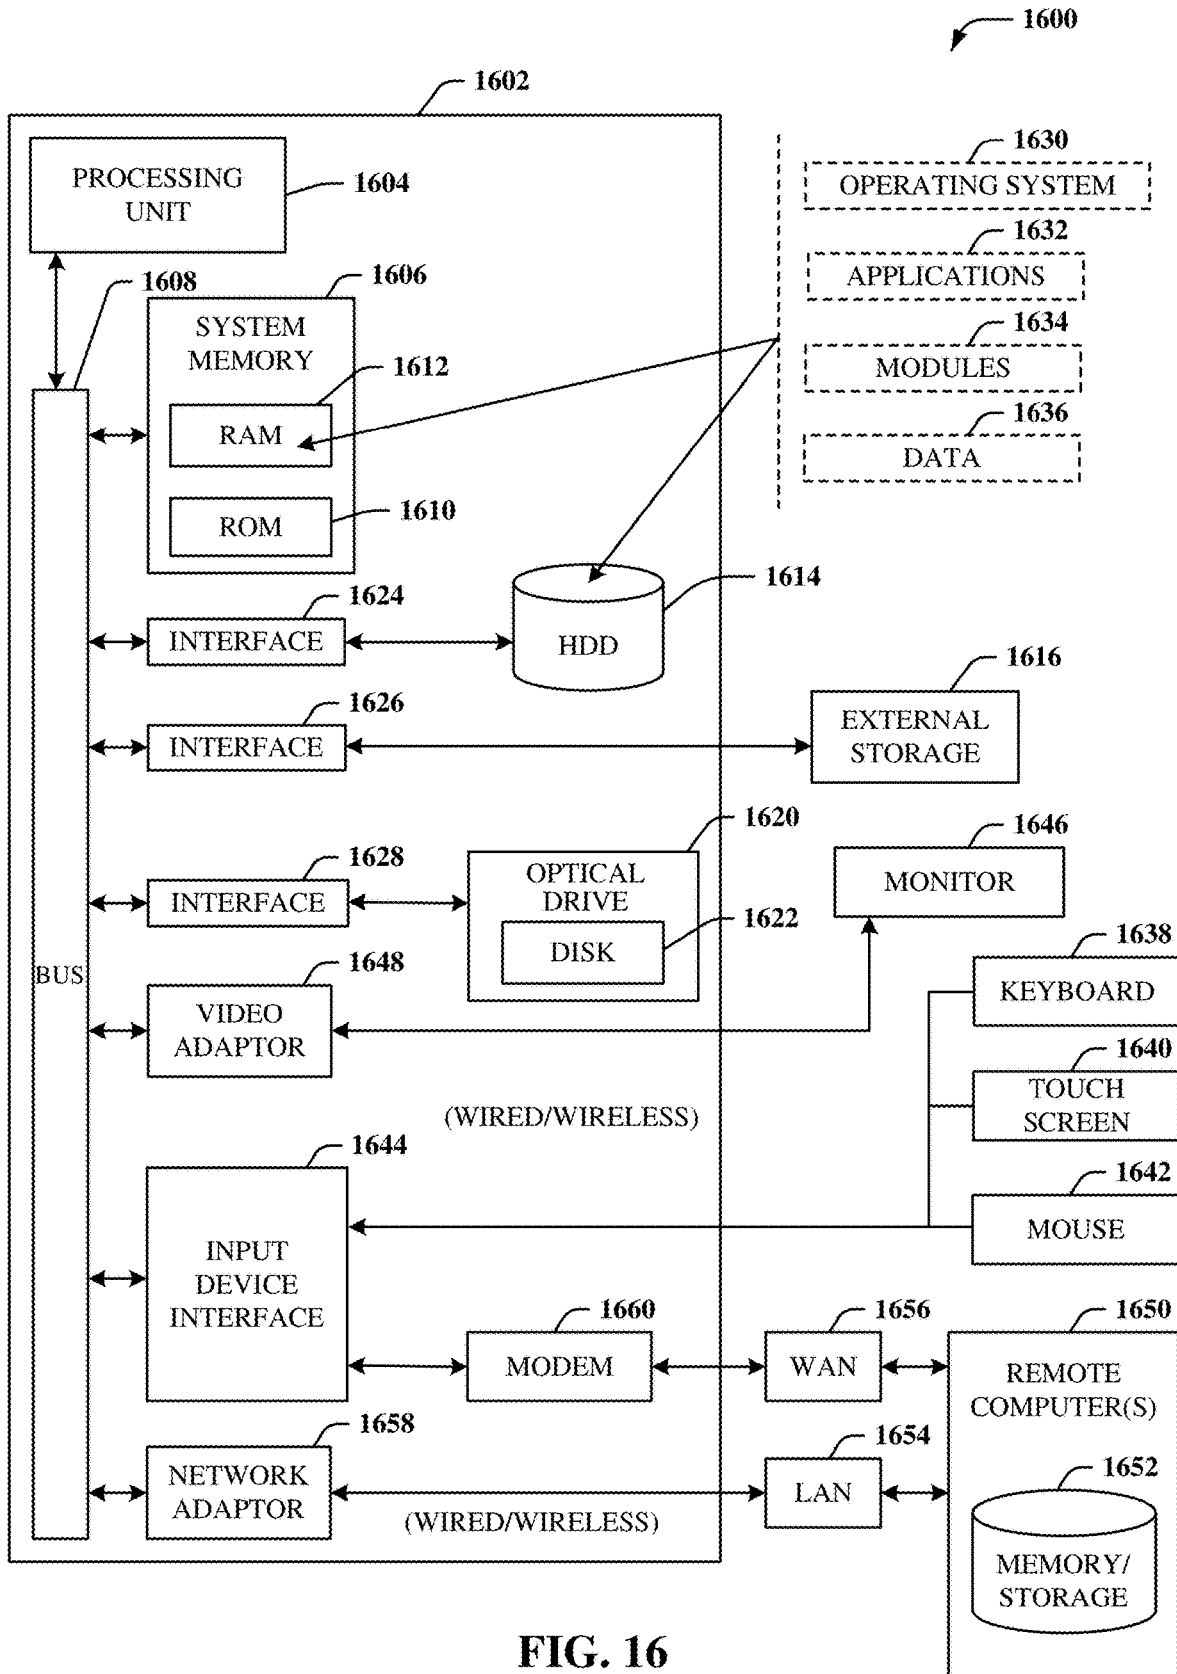 1600
1602
PROCESSING
UNIT
1604
1630
OPERATING SYSTEM
1632
APPLICATIONS
1634
MODULES
1636
DATA
1608
1606
SYSTEM
MEMORY
1612
RAM
1610
ROM
1624
INTERFACE
1614
HDD
1626
INTERFACE
1616
EXTERNAL
STORAGE
1628
INTERFACE
1620
OPTICAL
DRIVE
1622
DISK
1646
MONITOR
BUS
1648
VIDEO
ADAPTOR
1638
KEYBOARD
1640
TOUCH
SCREEN
(WIRED/WIRELESS)
1642
MOUSE
1644
INPUT
DEVICE
INTERFACE
1660
MODEM
1656
WAN
1650
REMOTE
COMPUTER(S)
1658
NETWORK
ADAPTOR
(WIRED/WIRELESS)
1654
LAN
1652
MEMORY/
STORAGE
FIG. 16